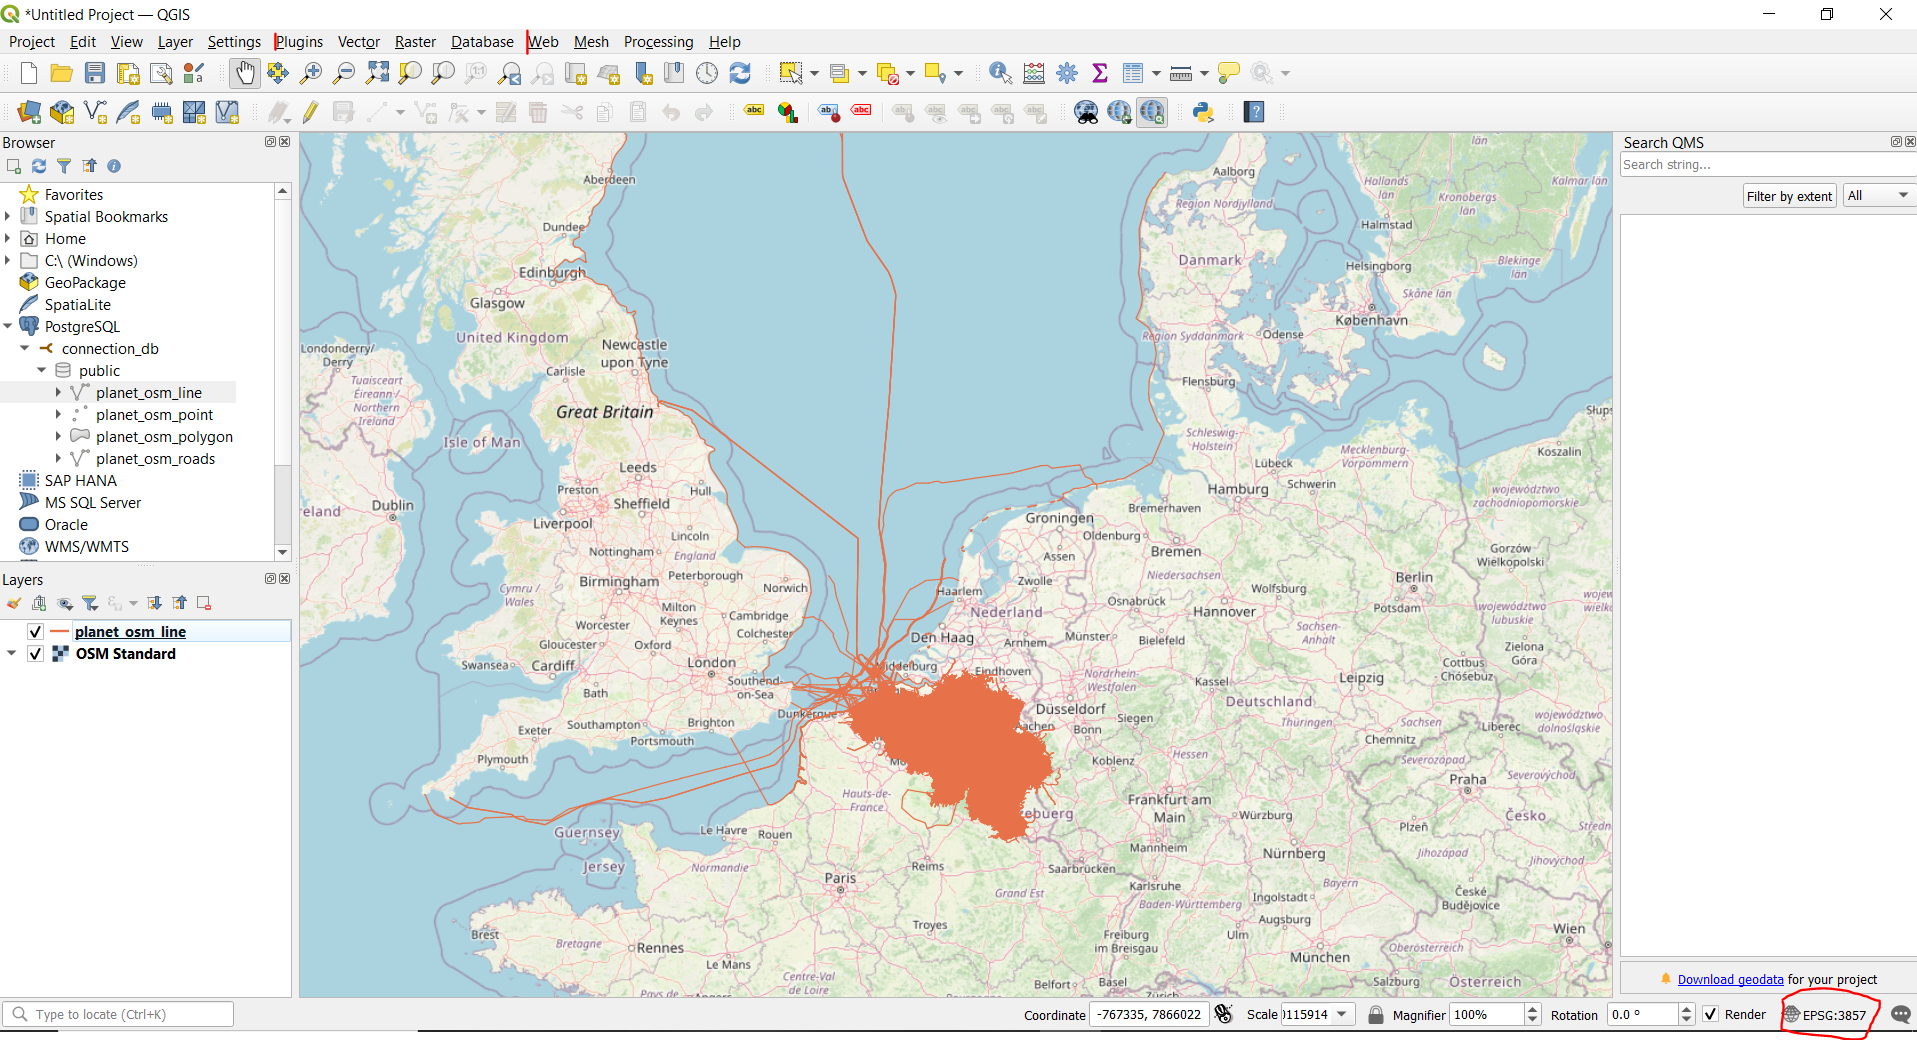 *Untitled Project — QGIS
Project Edit View Layer Settings Plugins Vector Raster Database Web Mesh Processing Help
Browser
Favorites
Spatial Bookmarks
Home
C:\ (Windows)
GeoPackage
SpatiaLite
PostgreSQL
connection_db
public
planet_osm_line
planet_osm_point
planet_osm_polygon
planet_osm_roads
SAP HANA
MS SQL Server
Oracle
WMS/WMTS
Layers
planet_osm_line
OSM Standard
Type to locate (Ctrl+K)
Aberdeen
Dundee
Edinburgh
Glasgow
United Kingdom
Londonderry/
Derry
Newcastle
upon Tyne
Carlisle
Tuaisceart
Éireann /
Northern
Ireland
Great Britain
Isle of Man
Leeds
Preston
Hull
Sheffield
Dublin
Liverpool
Lincoln
Nottingham
England
Birmingham
Peterborough
Norwich
Cymru /
Wales
Milton
Keynes
Cambridge
Worcester
Colchester
Gloucester
Oxford
Swansea
Cardiff
London
Southend-
on-Sea
Bath
Dunkerque
Southampton
Brighton
Exeter
Portsmouth
Plymouth
Guernsey
Jersey
Le Havre
Rouen
Hauts-de-
France
Normandie
Reims
Paris
Grand Est
Troyes
Brest
Bretagne
Rennes
Le Mans
Centre-Val
de Loire
Belfort
Aalborg
Region Nordjylland
län
Hallands
län
Kalmar län
Kronobergs
län
Halmstad
Danmark
Helsingborg
Blekinge
län
Skåne län
København
Odense
Region Syddanmark
Flensburg
Słups
Schleswig-
Holstein
Mecklenburg-
Vorpommern
Koszalin
Lübeck
Schwerin
Hamburg
województwo
zachodniopomorskie
Bremerhaven
Groningen
Oldenburg
Bremen
Assen
Gorzów
Wielkopolski
Zwolle
Niedersachsen
Wolfsburg
Berlin
Haarlem
Nederland
Osnabrück
Hannover
Potsdam
województwo
lubuskie
Den Haag
Arnhem
Münster
Bielefeld
Sachsen-
Anhalt
Middelburg
Eindhoven
Cottbus
Chóśebuz
Zielona
Góra
Nordrhein-
Westfalen
Kassel
Leipzig
Düsseldorf
Deutschland
Aachen
Siegen
Thüringen
Sachsen
Liberec
województwo
dolnośląskie
Bonn
Chemnitz
Hessen
Severozápad
Koblenz
Praha
Severovýchod
Frankfurt am
Main
Würzburg
Plzeň
Česko
Mannheim
Nürnberg
Jihozápad
Jihovýchod
Saarbrücken
Karlsruhe
Bayern
Baden-Württemberg
Ingolstadt
České
Budějovice
Augsburg
Freiburg
im Breisgau
Ulm
Oberösterreich
Wien
München
Basel
Zürich
Salzburg
Österreich
Search QMS
Search string...
Filter by extent All
Download geodata for your project
Coordinate -767335, 7866022 Scale Magnifier 100% Rotation 0.0 ° Render EPSG:3857